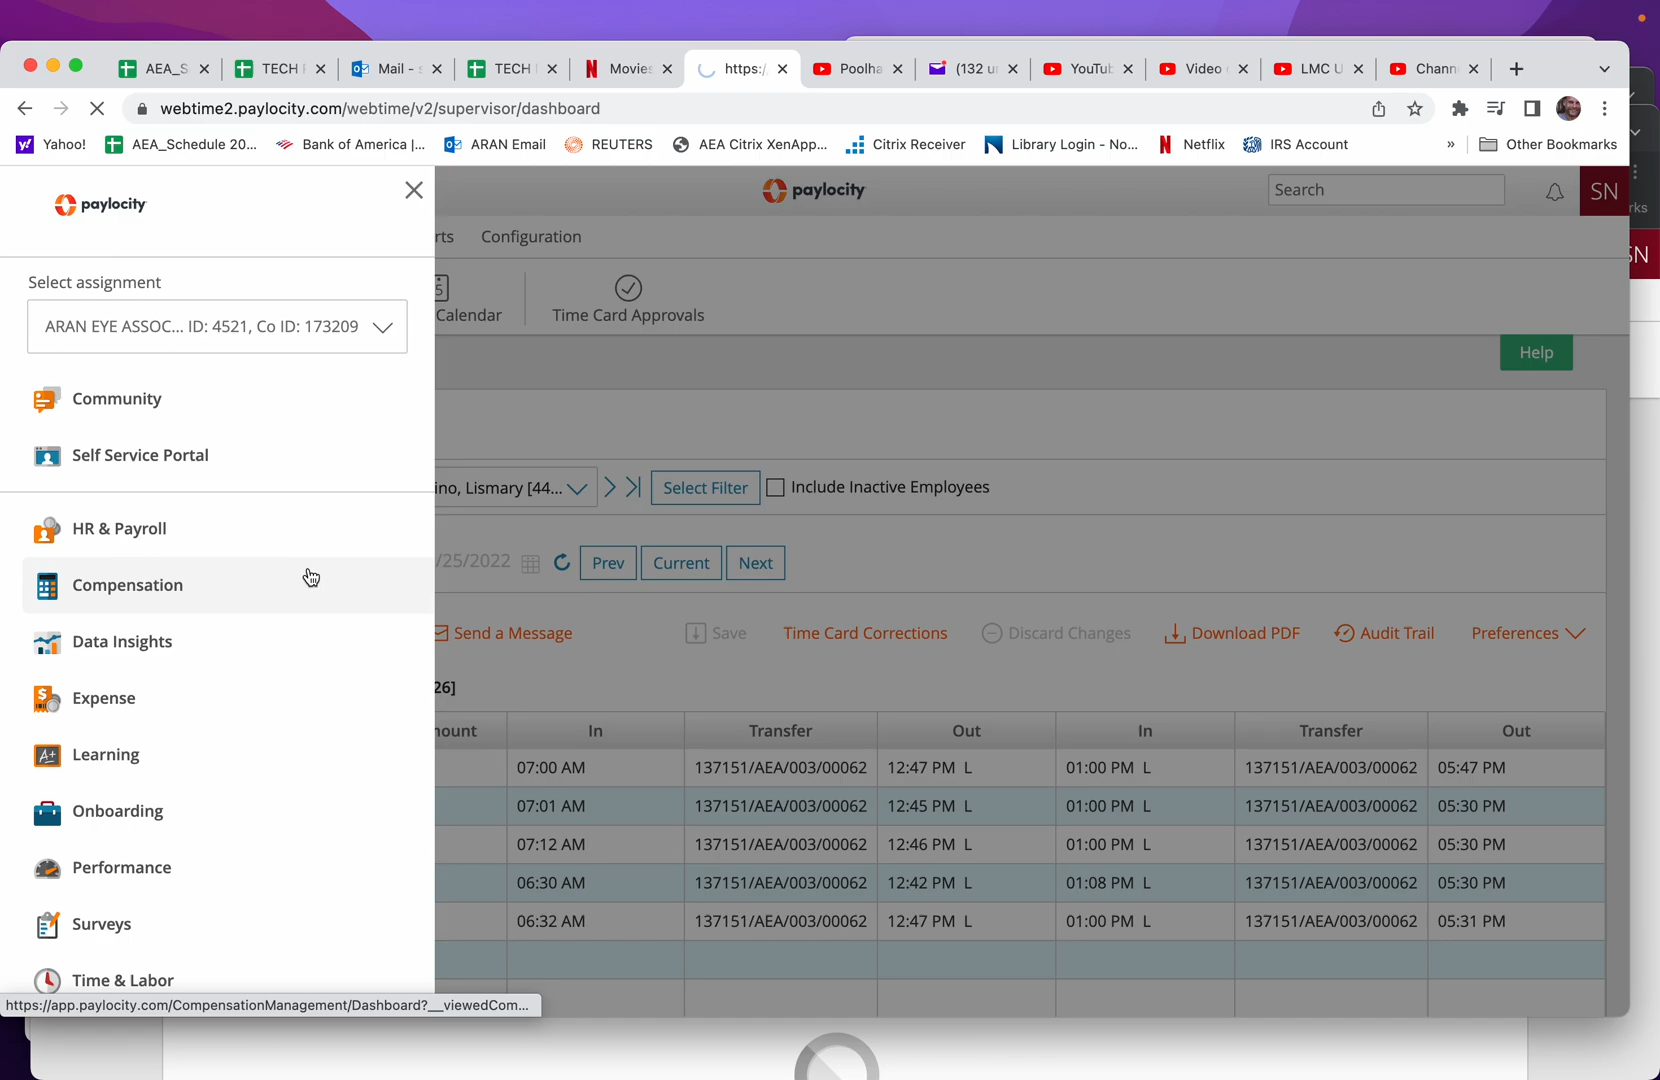 AEA_S
TECH
Mail -
TECH
Movies
https:/
Poolha
(132 u
YouTub
Video
LMC U
Chann
webtime2.paylocity.com/webtime/v2/supervisor/dashboard
Yahoo!
AEA_Schedule 20...
Bank of America |...
ARAN Email
REUTERS
AEA Citrix XenApp...
Citrix Receiver
Library Login - No...
Netflix
IRS Account
»
Other Bookmarks
paylocity
paylocity
Search
SN
rks
SN
rts
Configuration
Select assignment
ARAN EYE ASSOC... ID: 4521, Co ID: 173209
5
Calendar
Time Card Approvals
Help
Community
Self Service Portal
ino, Lismary [44...
Select Filter
Include Inactive Employees
HR & Payroll
/25/2022
Prev
Current
Next
Compensation
Data Insights
Send a Message
Save
Time Card Corrections
Discard Changes
Download PDF
Audit Trail
Preferences
Expense
26]
Learning
Onboarding
Performance
Surveys
Time & Labor
nount In Transfer Out In Transfer Out
07:00 AM 137151/AEA/003/00062 12:47 PM L 01:00 PM L 137151/AEA/003/00062 05:47 PM
07:01 AM 137151/AEA/003/00062 12:45 PM L 01:00 PM L 137151/AEA/003/00062 05:30 PM
07:12 AM 137151/AEA/003/00062 12:46 PM L 01:00 PM L 137151/AEA/003/00062 05:30 PM
06:30 AM 137151/AEA/003/00062 12:42 PM L 01:08 PM L 137151/AEA/003/00062 05:30 PM
06:32 AM 137151/AEA/003/00062 12:47 PM L 01:00 PM L 137151/AEA/003/00062 05:31 PM
https://app.paylocity.com/CompensationManagement/Dashboard?__viewedCom...